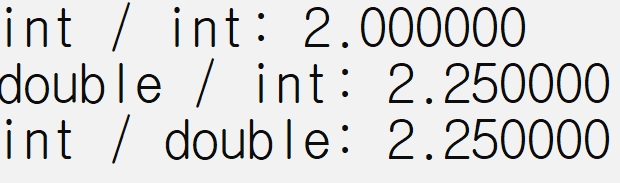 int / int: 2.000000
double / int: 2.250000
int / double: 2.250000